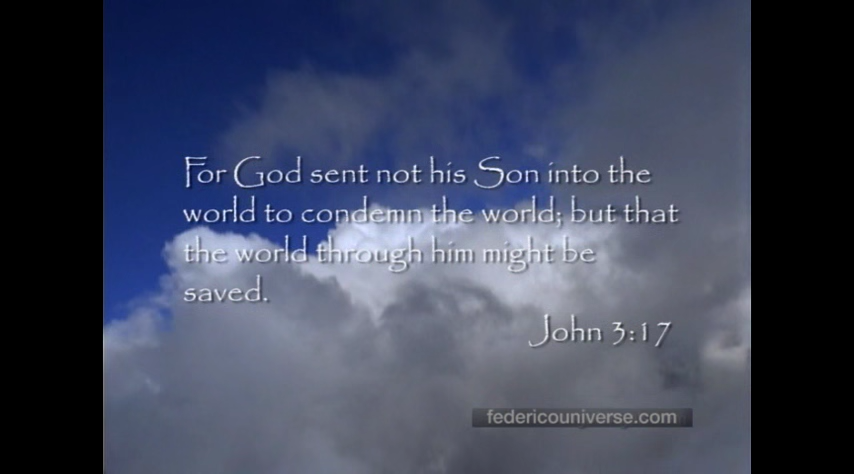 For God sent not his Son into the
world to condemn the world; but that
the world through him might be
saved.
John 3:17
federicouniverse.com